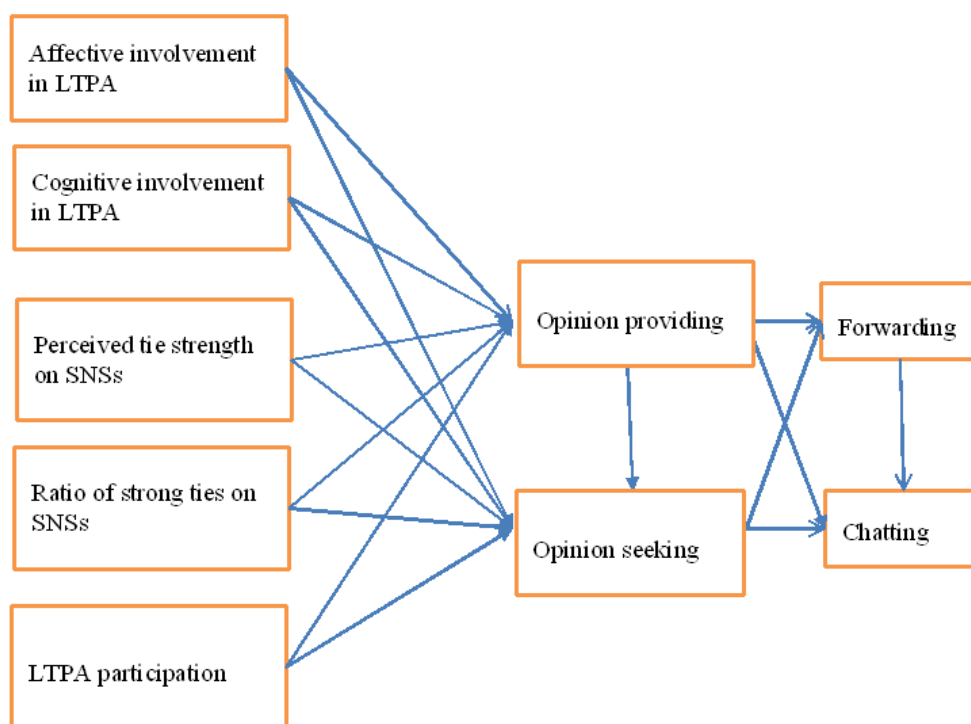 Affective involvement
in LTPA
Cognitive involvement
in LTPA
Perceived tie strength
on SNSs
Ratio of strong ties on
SNSs
LTPA participation
Opinion providing
Opinion seeking
Forwarding
Chatting